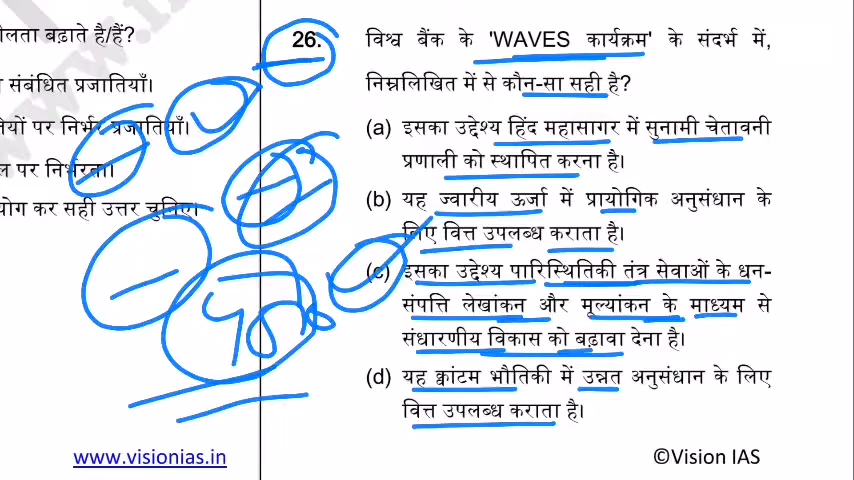 लता बढ़ाते है/हैं?
संबंधित प्रजातियाँ।
तियों पर निर्भर प्रजातियाँ।
ल पर निर्भरता।
योग कर सही उत्तर चुनिए।
www.visionias.in
26. विश्व बैंक के 'WAVES कार्यक्रम' के संदर्भ में,
निम्नलिखित में से कौन-सा सही है?
(a) इसका उद्देश्य हिंद महासागर में सुनामी चेतावनी
प्रणाली को स्थापित करना है।
(b) यह ज्वारीय ऊर्जा में प्रायोगिक अनुसंधान के
लिए वित्त उपलब्ध कराता है।
(c) इसका उद्देश्य पारिस्थितिकी तंत्र सेवाओं के धन-
संपत्ति लेखांकन और मूल्यांकन के माध्यम से
संधारणीय विकास को बढ़ावा देना है।
(d) यह क्वांटम भौतिकी में उन्नत अनुसंधान के लिए
वित्त उपलब्ध कराता है।
©Vision IAS